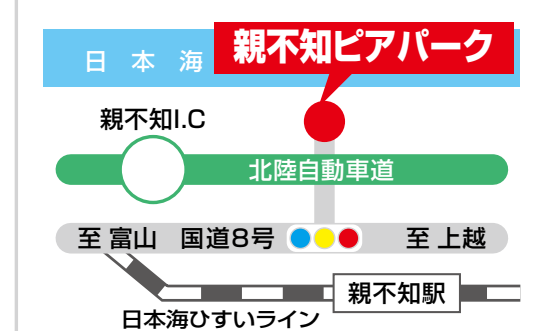 日本海
親不知ピアパーク
親不知I.C
北陸自動車道
至 富山 国道8号 至 上越
親不知駅
日本海ひすいライン